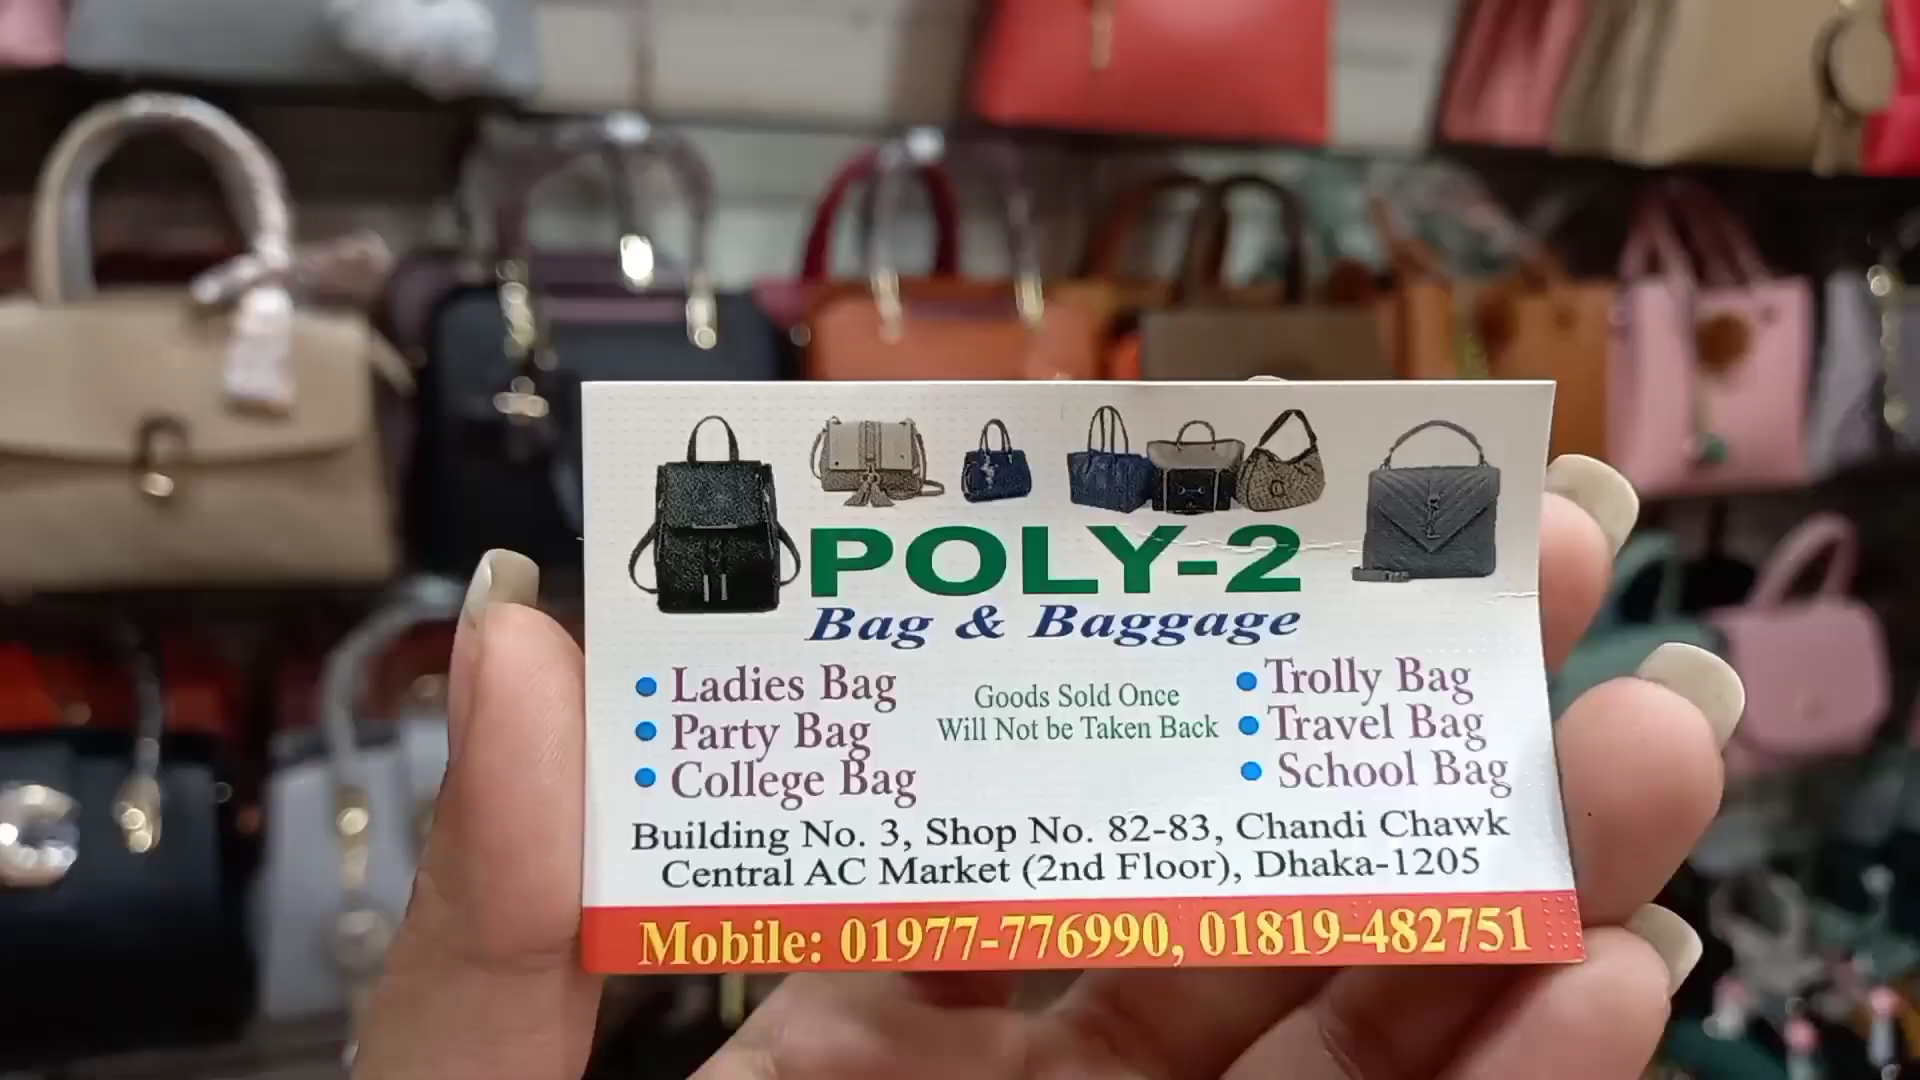 POLY-2
Bag & Baggage
Ladies Bag
Party Bag
College Bag
Goods Sold Once
Will Not be Taken Back
Trolly Bag
Travel Bag
School Bag
Building No. 3, Shop No. 82-83, Chandi Chawk
Central AC Market (2nd Floor), Dhaka-1205
Mobile: 01977-776990, 01819-482751